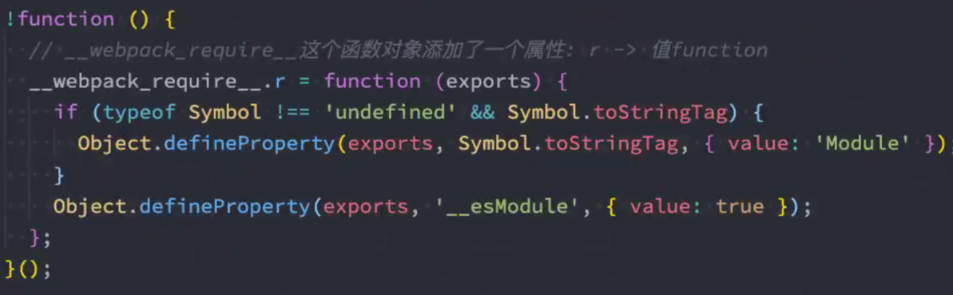 !function () {
// __webpack_require__这个函数对象添加了一个属性: r -> 值function
__webpack_require__.r = function (exports) {
if (typeof Symbol !== 'undefined' && Symbol.toStringTag) {
Object.defineProperty(exports, Symbol.toStringTag, { value: 'Module' });
}
Object.defineProperty(exports, '__esModule', { value: true });
};
}();